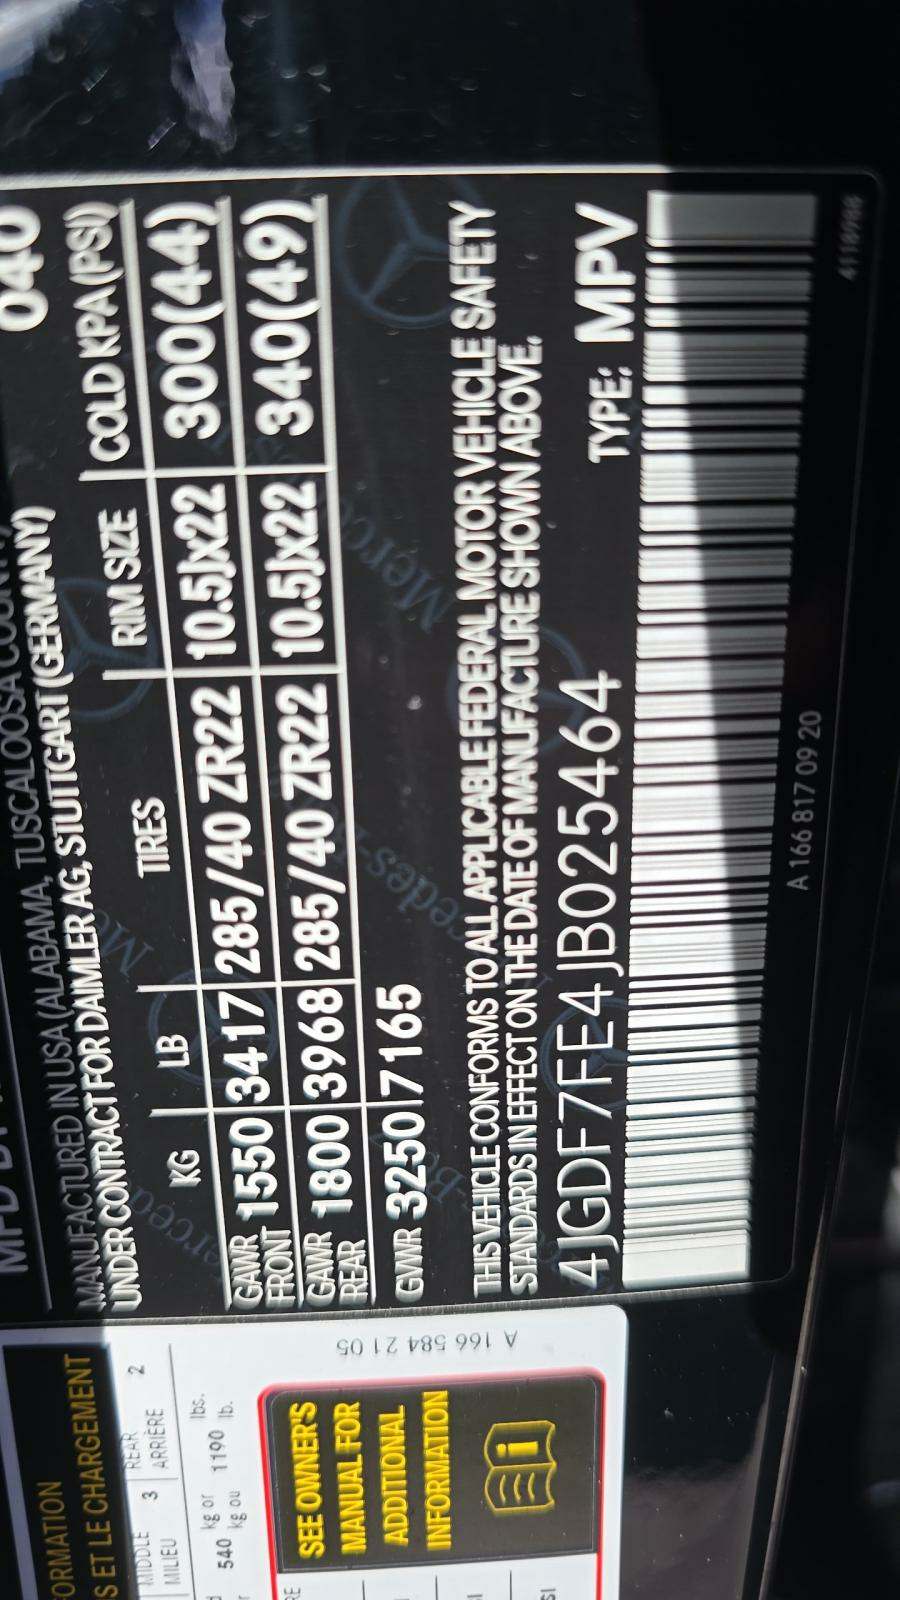 040
MANUFACTURED IN USA (ALABAMA, TUSCALOOSA
UNDER CONTRACT FOR DAIMLER AG, STUTTGART (GERMANY)
KG LB TIRES RIM SIZE COLD KPA (PSI)
GAWR FRONT 1550 3417 285/40 ZR22 10.5Jx22 300(44)
GAWR REAR 1800 3968 285/40 ZR22 10.5Jx22 340(49)
GVWR 3250 7165
THIS VEHICLE CONFORMS TO ALL APPLICABLE FEDERAL MOTOR VEHICLE SAFETY
STANDARDS IN EFFECT ON THE DATE OF MANUFACTURE SHOWN ABOVE.
4JGDF7FE4JB025464 TYPE: MPV
A 166 817 09 20
4118986
A 166 584 21 05
ORMATION
S ET LE CHARGEMENT
MIDDLE 3 REAR 2
MILIEU ARRIÈRE
540 kg or 1190 lbs.
kg ou lb.
SEE OWNER'S
MANUAL FOR
ADDITIONAL
INFORMATION